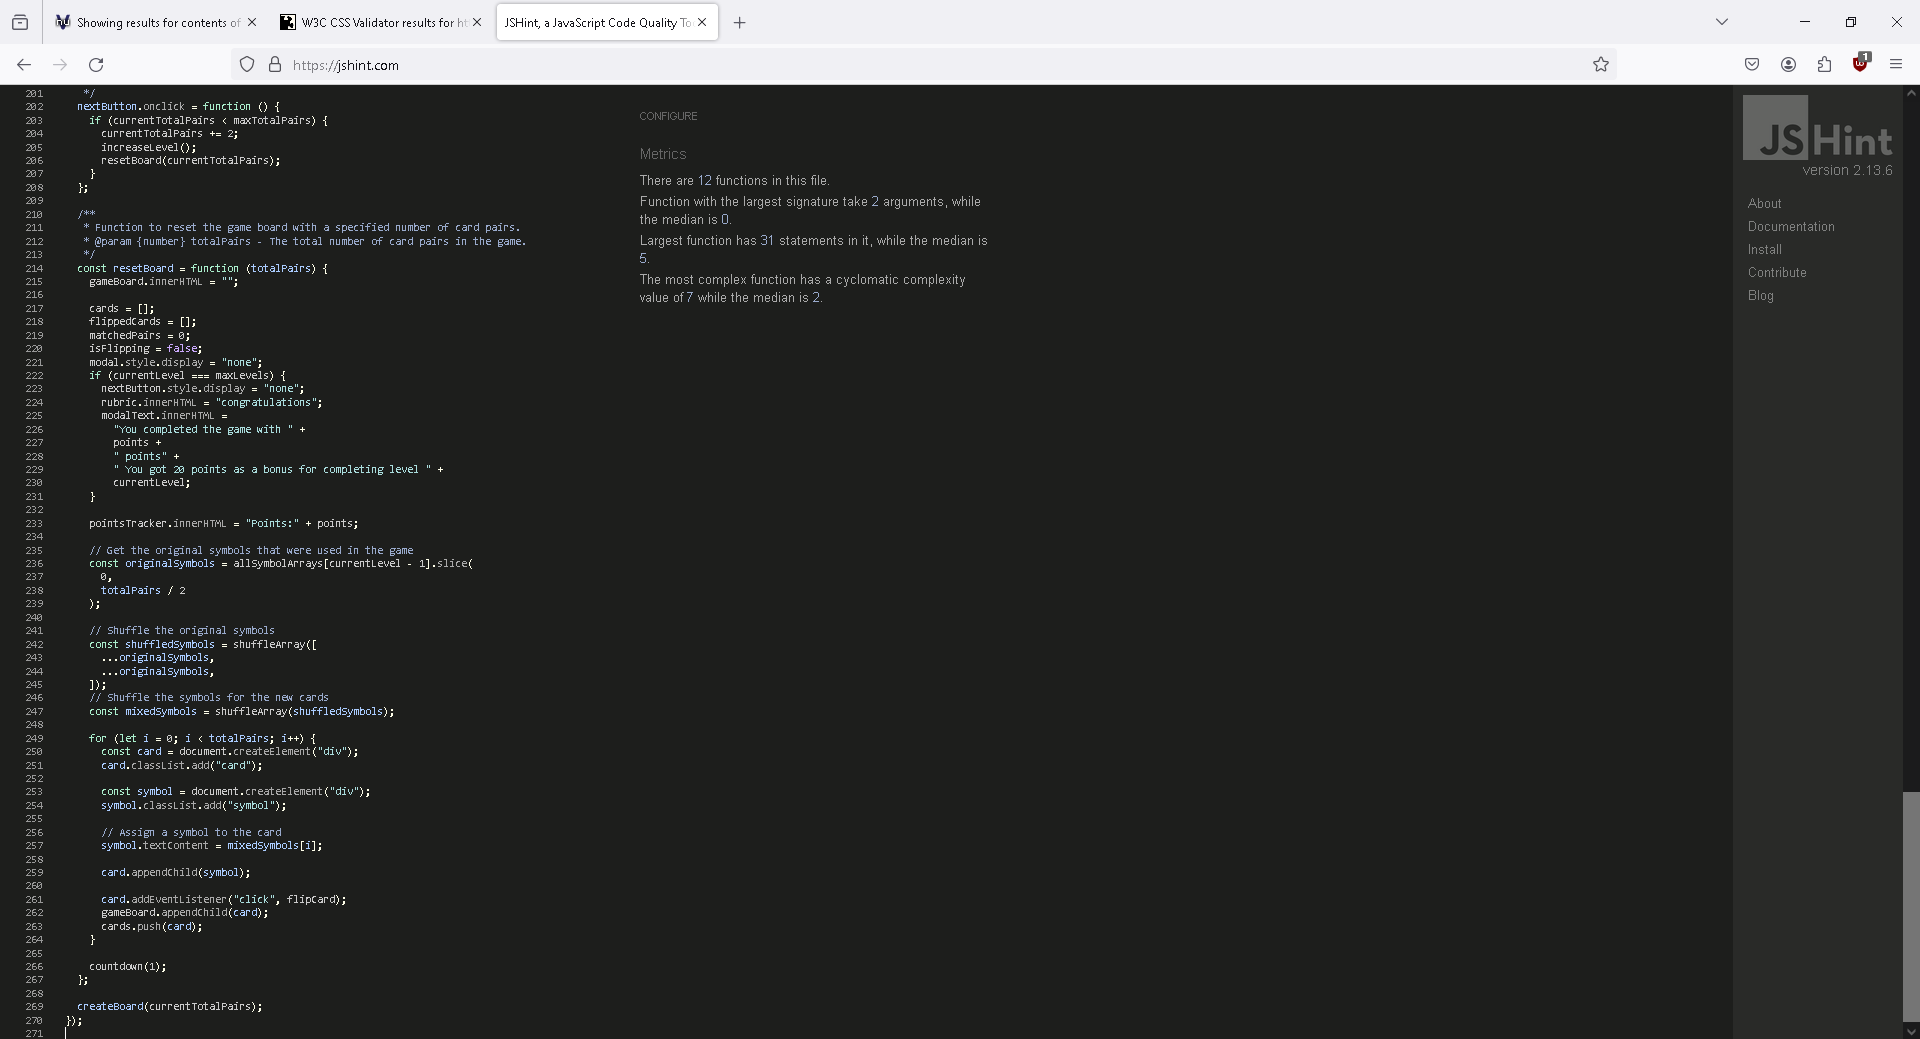 Showing results for contents of
W3C CSS Validator results for ht
JSHint, a JavaScript Code Quality To
https://jshint.com
1
201 */
202 nextButton.onclick = function () {
203 if (currentTotalPairs < maxTotalPairs) {
204 currentTotalPairs += 2;
205 increaseLevel();
206 resetBoard(currentTotalPairs);
207 }
208 };
209
210 /**
211 * Function to reset the game board with a specified number of card pairs.
212 * @param {number} totalPairs - The total number of card pairs in the game.
213 */
214 const resetBoard = function (totalPairs) {
215 gameBoard.innerHTML = "";
216
217 cards = [];
218 flippedCards = [];
219 matchedPairs = 0;
220 isFlipping = false;
221 modal.style.display = "none";
222 if (currentLevel === maxLevels) {
223 nextButton.style.display = "none";
224 rubric.innerHTML = "congratulations";
225 modalText.innerHTML =
226 "You completed the game with " +
227 points +
228 " points" +
229 " You got 20 points as a bonus for completing level " +
230 currentLevel;
231 }
232
233 pointsTracker.innerHTML = "Points:" + points;
234
235 // Get the original symbols that were used in the game
236 const originalSymbols = allSymbolArrays[currentLevel - 1].slice(
237 0,
238 totalPairs / 2
239 );
240
241 // Shuffle the original symbols
242 const shuffledSymbols = shuffleArray([
243 ...originalSymbols,
244 ...originalSymbols,
245 ]);
246 // Shuffle the symbols for the new cards
247 const mixedSymbols = shuffleArray(shuffledSymbols);
248
249 for (let i = 0; i < totalPairs; i++) {
250 const card = document.createElement("div");
251 card.classList.add("card");
252
253 const symbol = document.createElement("div");
254 symbol.classList.add("symbol");
255
256 // Assign a symbol to the card
257 symbol.textContent = mixedSymbols[i];
258
259 card.appendChild(symbol);
260
261 card.addEventListener("click", flipCard);
262 gameBoard.appendChild(card);
263 cards.push(card);
264 }
265
266 countdown(1);
267 };
268
269 createBoard(currentTotalPairs);
270 });
271
CONFIGURE
Metrics
There are 12 functions in this file.
Function with the largest signature take 2 arguments, while
the median is 0.
Largest function has 31 statements in it, while the median is
5.
The most complex function has a cyclomatic complexity
value of 7 while the median is 2.
JSHint
version 2.13.6
About
Documentation
Install
Contribute
Blog